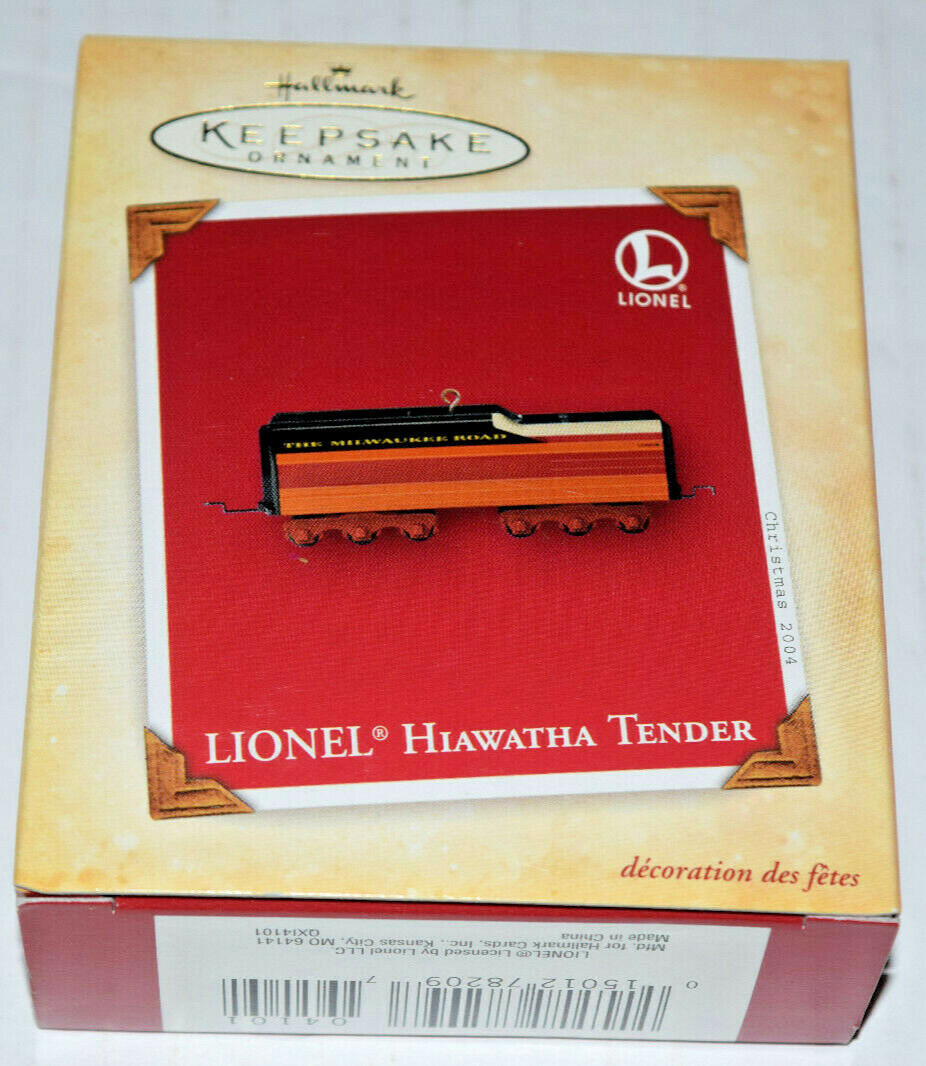 Hallmark
KEEPSAKE
ORNAMENT
L
LIONEL®
THE MILWAUKEE ROAD
Christmas 2004
LIONEL® HIAWATHA TENDER
décoration des fêtes
LIONEL® Licensed by Lionel LLC
Mfd. for Hallmark Cards, Inc., Kansas City, MO 64141
Made in China
QXI4101
0 15012 78209 7
04101